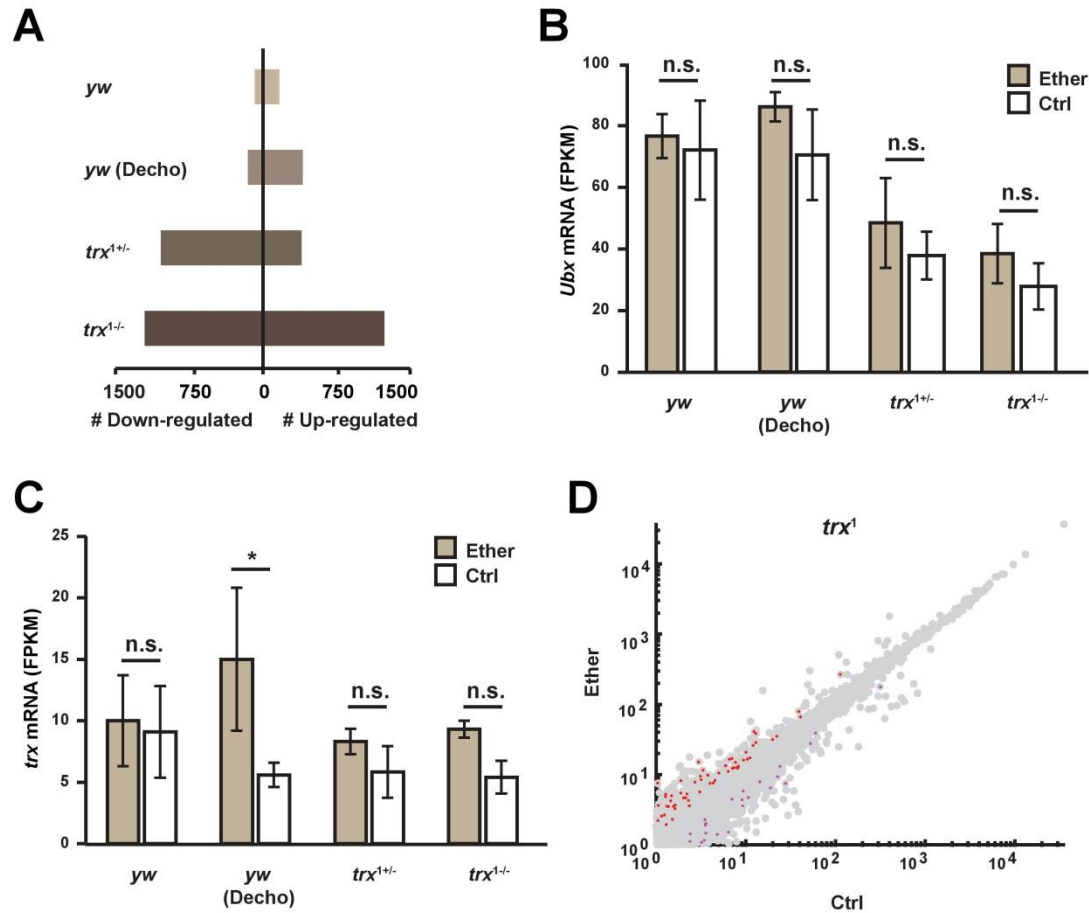 A
yw
yw (Decho)
trx1+/-
trx1-/-
1500 750 0 750 1500
# Down-regulated # Up-regulated
B
Ubx mRNA (FPKM)
100
80
60
40
20
0
n.s.
n.s.
n.s.
n.s.
Ether
Ctrl
yw
yw
(Decho)
trx1+/-
trx1-/-
C
trx mRNA (FPKM)
25
20
15
10
5
0
n.s.
*
n.s.
n.s.
Ether
Ctrl
yw
yw
(Decho)
trx1+/-
trx1-/-
D
trx1
Ether
10⁴
10³
10²
10¹
10⁰
10⁰ 10¹ 10² 10³ 10⁴
Ctrl